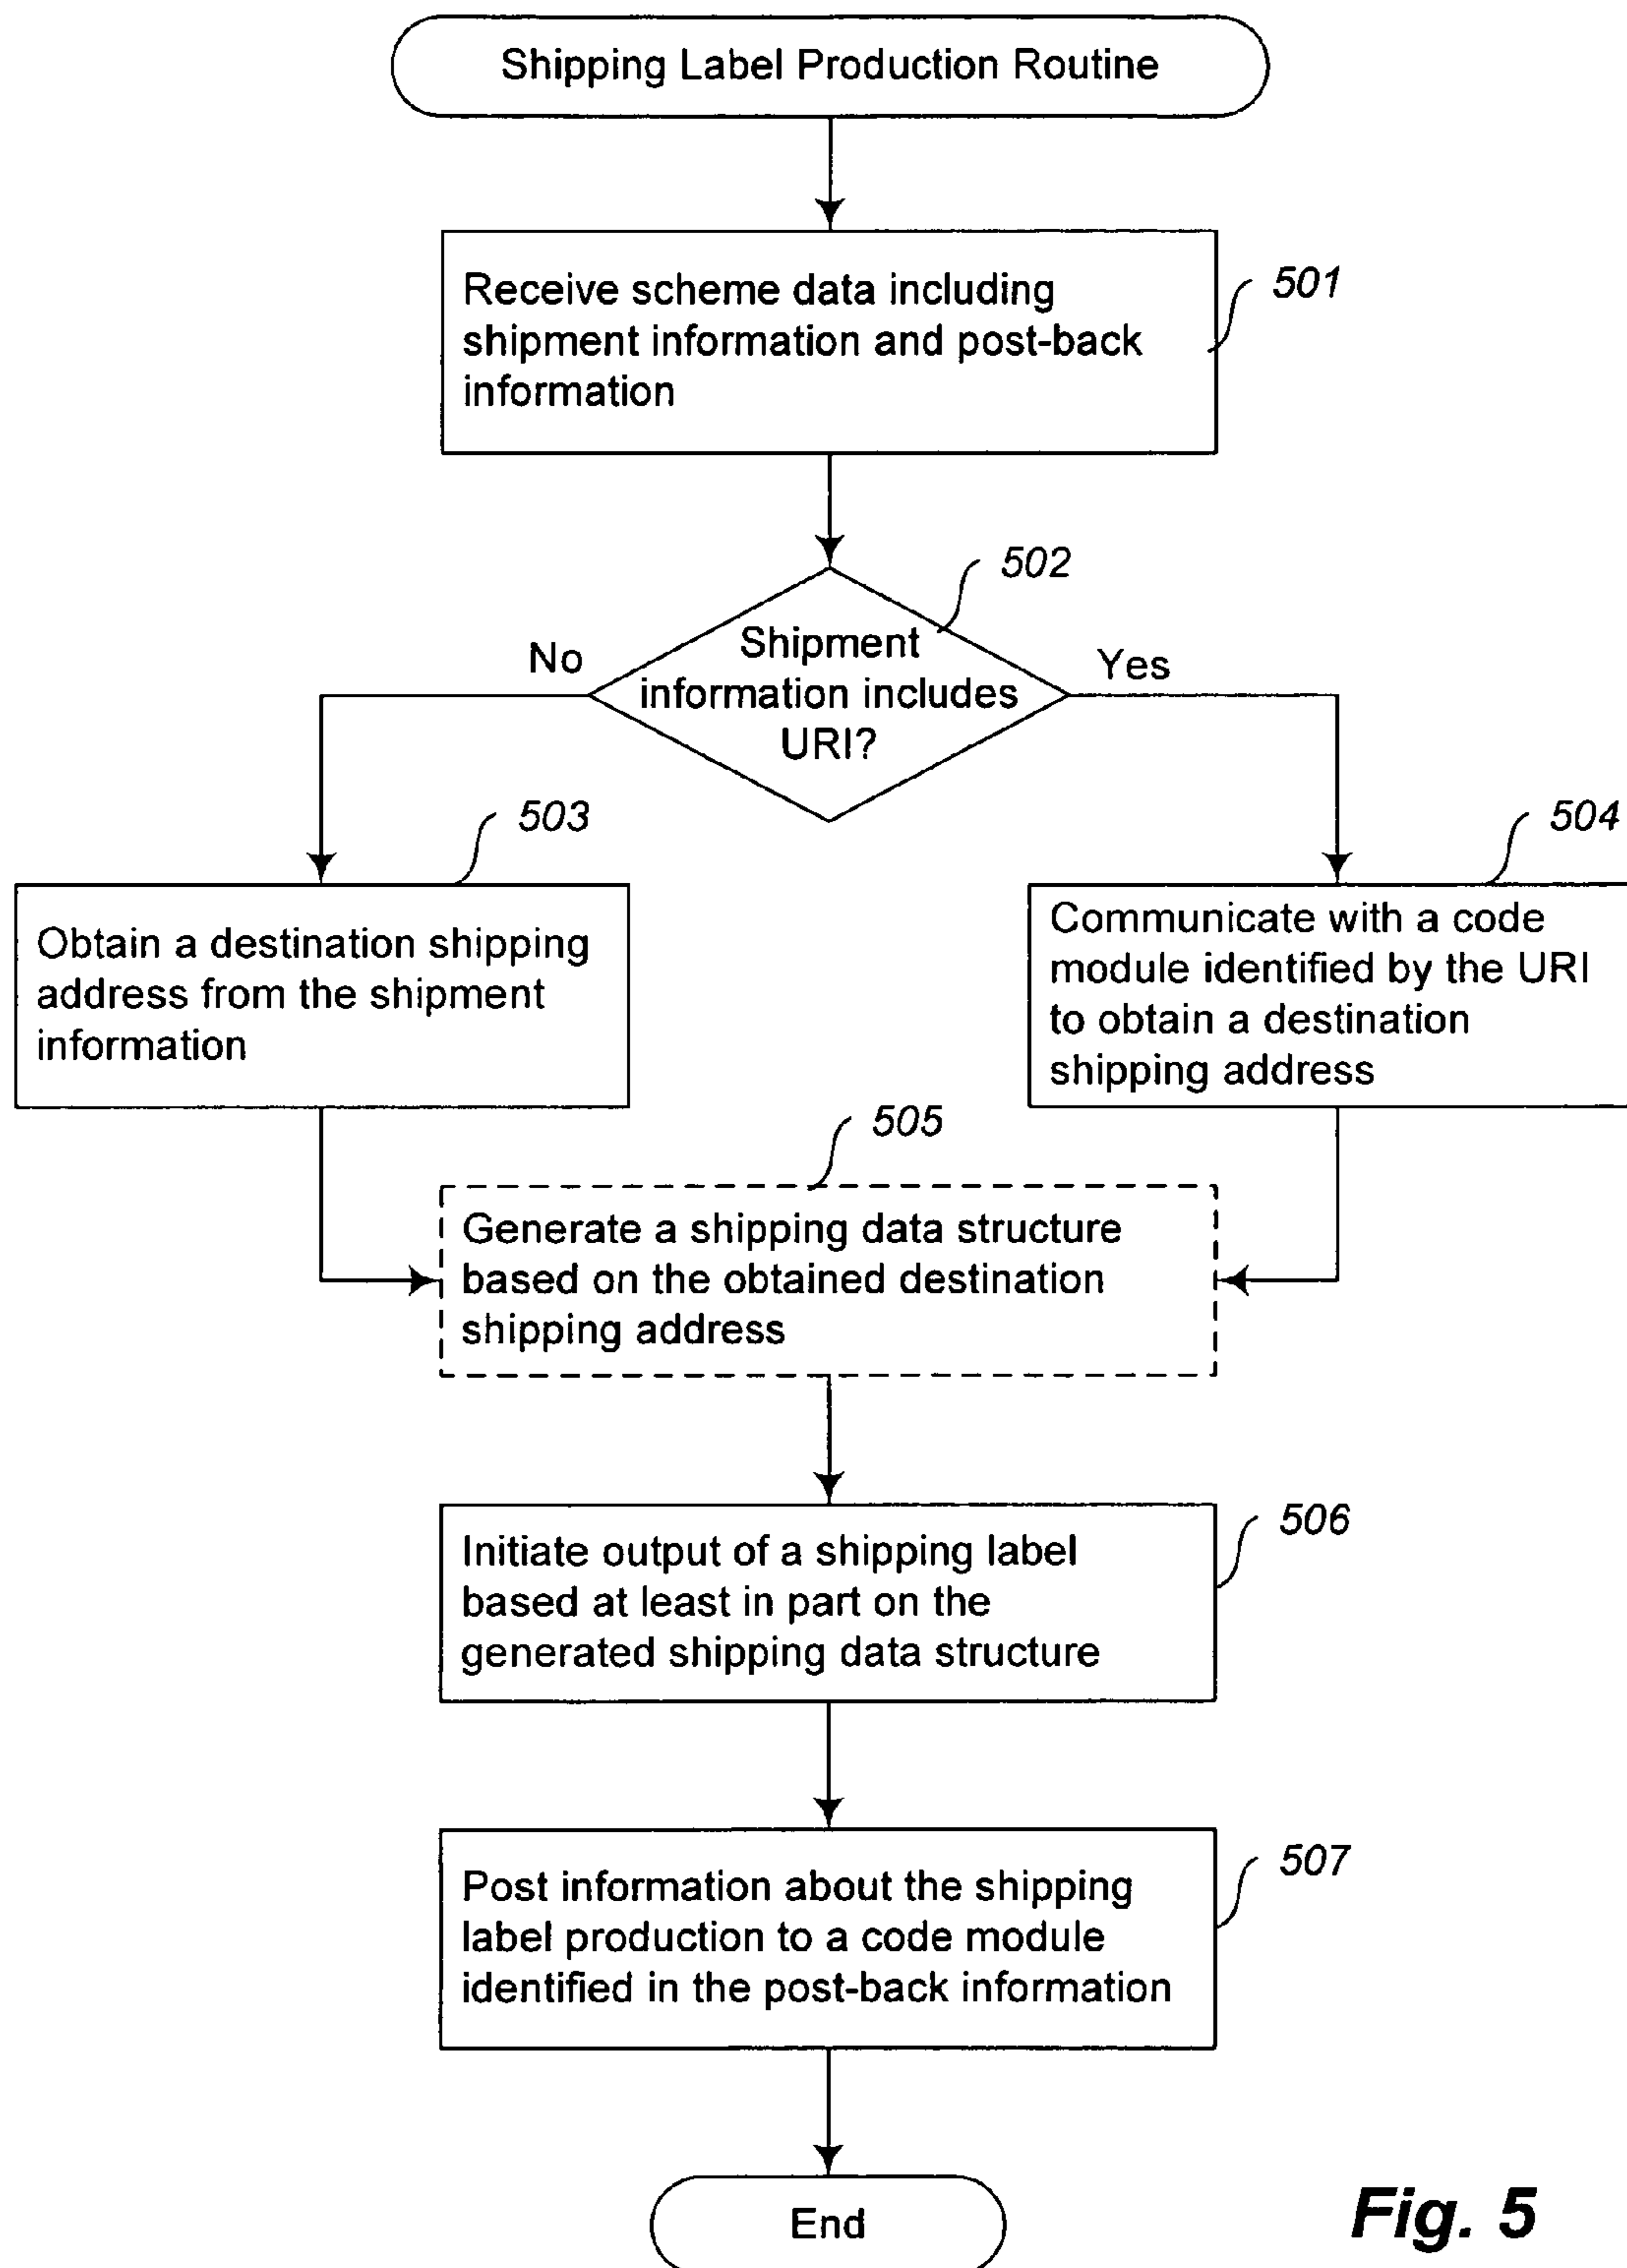 Shipping Label Production Routine
Receive scheme data including
shipment information and post-back
information
501
502
Shipment
information includes
URI?
No
Yes
503
Obtain a destination shipping
address from the shipment
information
504
Communicate with a code
module identified by the URI
to obtain a destination
shipping address
505
Generate a shipping data structure
based on the obtained destination
shipping address
506
Initiate output of a shipping label
based at least in part on the
generated shipping data structure
507
Post information about the shipping
label production to a code module
identified in the post-back information
End
Fig. 5